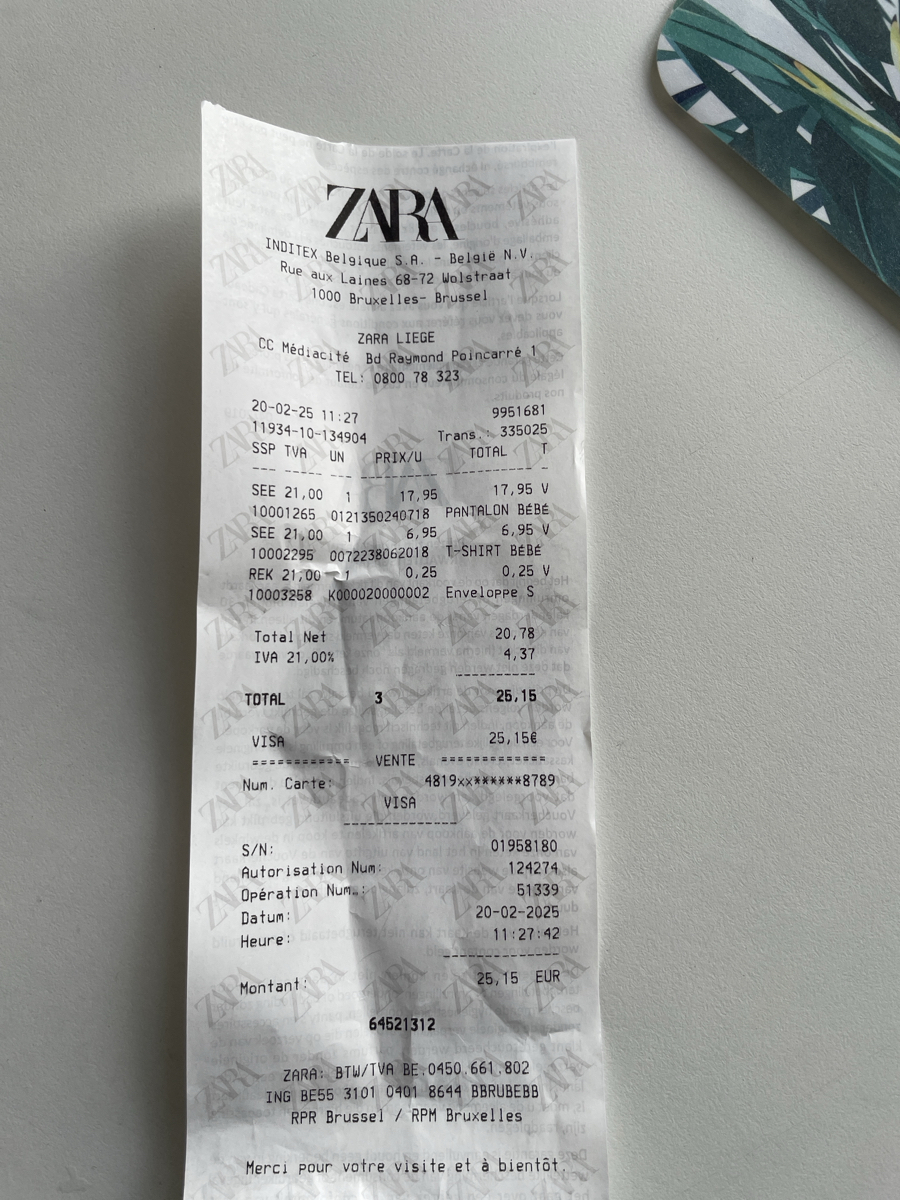 ZARA
INDITEX Belgique S.A. - België N.V.
Rue aux Laines 68-72 Wolstraat
1000 Bruxelles- Brussel
ZARA LIEGE
CC Médiacité Bd Raymond Poincarré 1
TEL: 0800 78 323
20-02-25 11:27 9951681
11934-10-134904 Trans.: 335025
SSP TVA UN PRIX/U TOTAL T
SEE 21,00 1 17,95 17,95 V
10001265 0121350240718 PANTALON BÉBÉ
SEE 21,00 1 6,95 6,95 V
10002295 0072238062018 T-SHIRT BÉBÉ
REK 21,00 1 0,25 0,25 V
10003258 K000020000002 Enveloppe S
Total Net 20,78
IVA 21,00% 4,37
TOTAL 3 25,15
VISA 25,15€
============ VENTE =============
Num. Carte: 4819xx******8789
VISA
S/N: 01958180
Autorisation Num: 124274
Opération Num.: 51339
Datum: 20-02-2025
Heure: 11:27:42
Montant: 25,15 EUR
64521312
ZARA: BTW/TVA BE.0450.661.802
ING BE55 3101 0401 8644 BBRUBEBB
RPR Brussel / RPM Bruxelles
Merci pour votre visite et à bientôt.